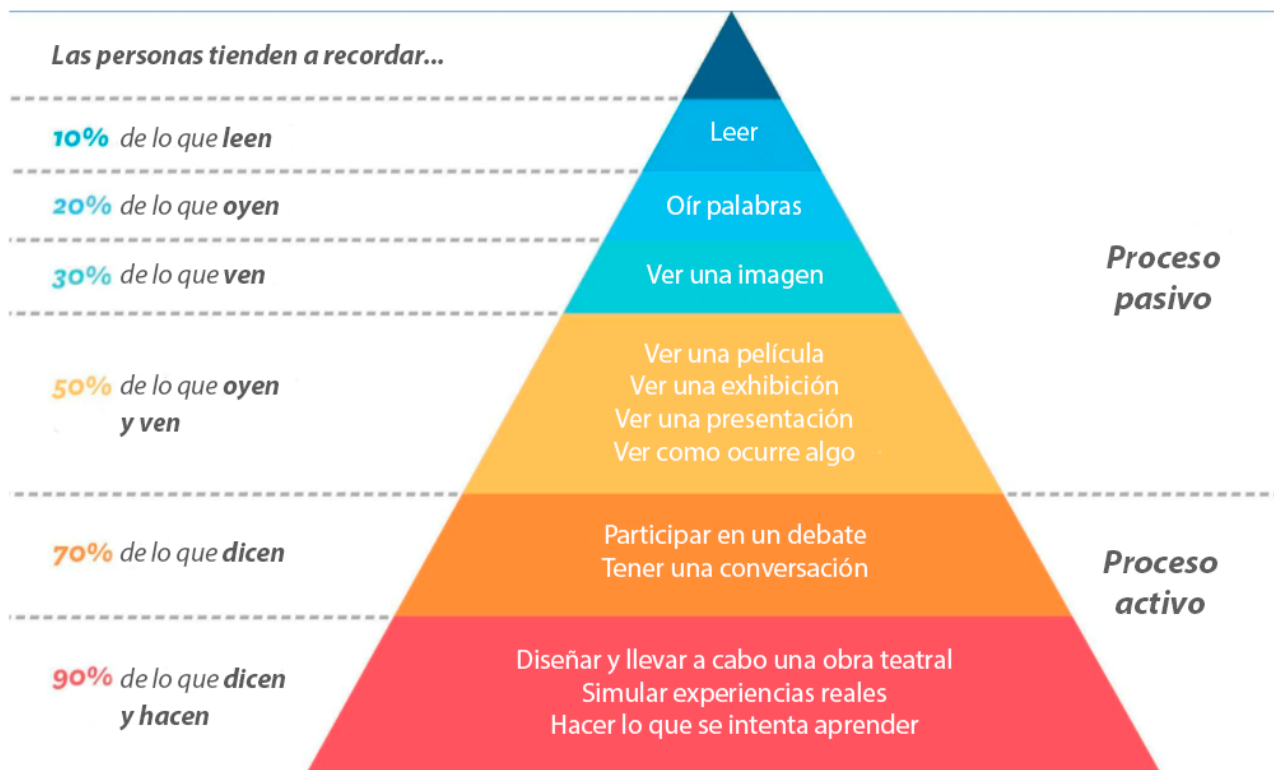 Las personas tienden a recordar...
10% de lo que leen
Leer
20% de lo que oyen
Oír palabras
30% de lo que ven
Ver una imagen
Proceso
pasivo
50% de lo que oyen
y ven
Ver una película
Ver una exhibición
Ver una presentación
Ver como ocurre algo
70% de lo que dicen
Participar en un debate
Tener una conversación
Proceso
activo
90% de lo que dicen
y hacen
Diseñar y llevar a cabo una obra teatral
Simular experiencias reales
Hacer lo que se intenta aprender